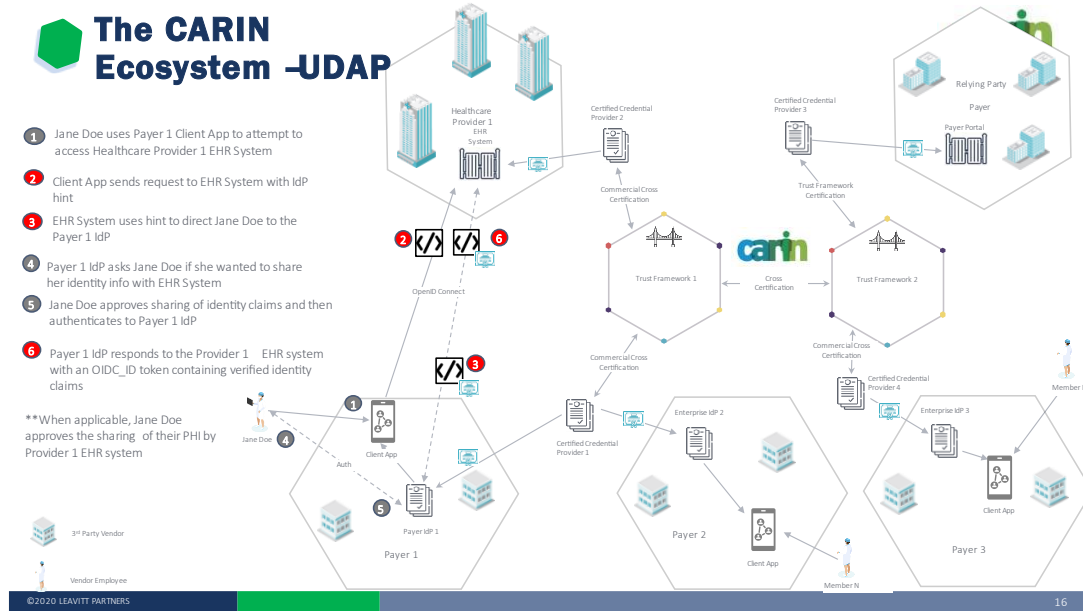 The CARIN
Ecosystem –UDAP
1
Jane Doe uses Payer 1 Client App to attempt to
access Healthcare Provider 1 EHR System
2
Client App sends request to EHR System with IdP
hint
3
EHR System uses hint to direct Jane Doe to the
Payer 1 IdP
4
Payer 1 IdP asks Jane Doe if she wanted to share
her identity info with EHR System
5
Jane Doe approves sharing of identity claims and then
authenticates to Payer 1 IdP
6
Payer 1 IdP responds to the Provider 1 EHR system
with an OIDC_ID token containing verified identity
claims
**When applicable, Jane Doe
approves the sharing of their PHI by
Provider 1 EHR system
3rd Party Vendor
Vendor Employee
Healthcare
Provider 1
EHR
System
Certified Credential
Provider 2
Commercial Cross
Certification
Certified Credential
Provider 3
Trust Framework
Certification
Relying Party
Payer
Payer Portal
2
</>
</>
6
OpenID Connect
</>
3
Trust Framework 1
carin
Cross
Certification
Trust Framework 2
Commercial Cross
Certification
Commercial Cross
Certification
Certified Credential
Provider 4
Member
1
Jane Doe
4
Client App
Auth
5
Payer IdP 1
Payer 1
Certified Credential
Provider 1
Enterprise IdP 2
Payer 2
Client App
Member N
Enterprise IdP 3
Client App
Payer 3
©2020 LEAVITT PARTNERS
16